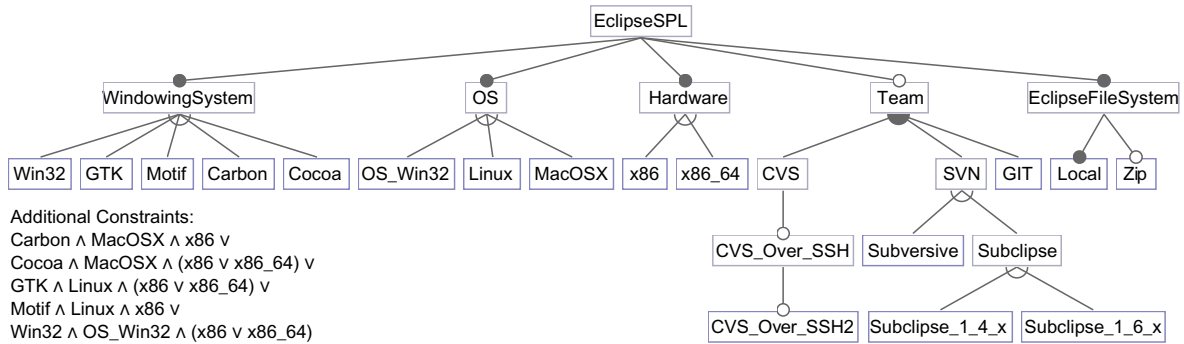 EclipseSPL
WindowingSystem OS Hardware Team EclipseFileSystem
Win32 GTK Motif Carbon Cocoa OS_Win32 Linux MacOSX x86 x86_64 CVS SVN GIT Local Zip
Additional Constraints:
Carbon ∧ MacOSX ∧ x86 ∨
Cocoa ∧ MacOSX ∧ (x86 ∨ x86_64) ∨
GTK ∧ Linux ∧ (x86 ∨ x86_64) ∨
Motif ∧ Linux ∧ x86 ∨
Win32 ∧ OS_Win32 ∧ (x86 ∨ x86_64)
CVS_Over_SSH Subversive Subclipse
CVS_Over_SSH2 Subclipse_1_4_x Subclipse_1_6_x